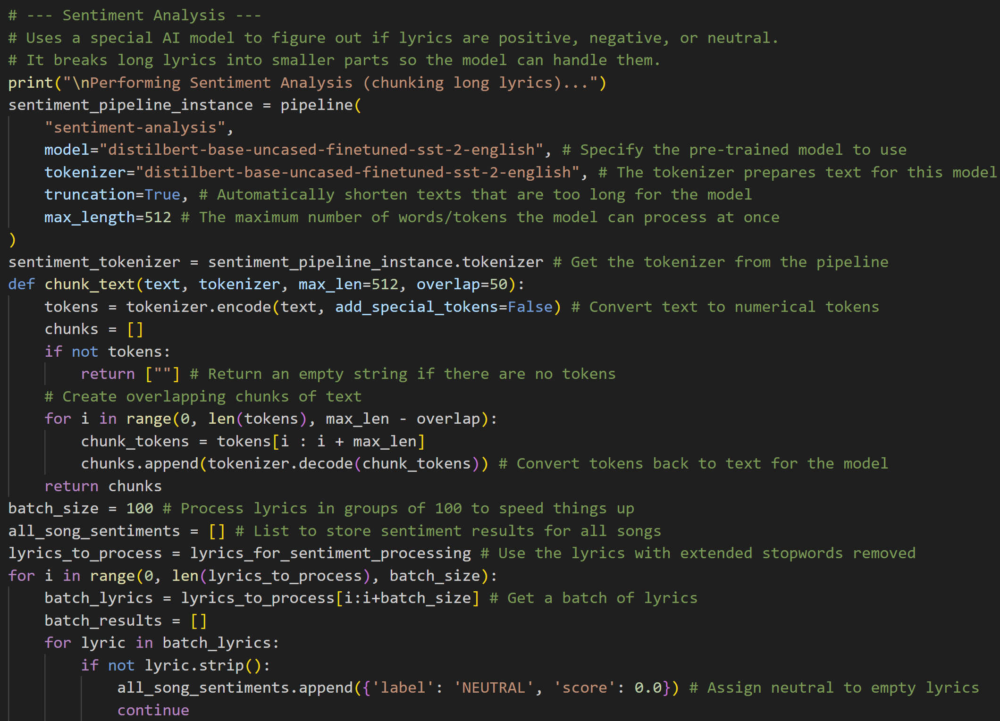 # --- Sentiment Analysis ---
# Uses a special AI model to figure out if lyrics are positive, negative, or neutral.
# It breaks long lyrics into smaller parts so the model can handle them.
print("\nPerforming Sentiment Analysis (chunking long lyrics)...")
sentiment_pipeline_instance = pipeline(
    "sentiment-analysis",
    model="distilbert-base-uncased-finetuned-sst-2-english", # Specify the pre-trained model to use
    tokenizer="distilbert-base-uncased-finetuned-sst-2-english", # The tokenizer prepares text for this model
    truncation=True, # Automatically shorten texts that are too long for the model
    max_length=512 # The maximum number of words/tokens the model can process at once
)
sentiment_tokenizer = sentiment_pipeline_instance.tokenizer # Get the tokenizer from the pipeline
def chunk_text(text, tokenizer, max_len=512, overlap=50):
    tokens = tokenizer.encode(text, add_special_tokens=False) # Convert text to numerical tokens
    chunks = []
    if not tokens:
        return [""] # Return an empty string if there are no tokens
    # Create overlapping chunks of text
    for i in range(0, len(tokens), max_len - overlap):
        chunk_tokens = tokens[i : i + max_len]
        chunks.append(tokenizer.decode(chunk_tokens)) # Convert tokens back to text for the model
    return chunks
batch_size = 100 # Process lyrics in groups of 100 to speed things up
all_song_sentiments = [] # List to store sentiment results for all songs
lyrics_to_process = lyrics_for_sentiment_processing # Use the lyrics with extended stopwords removed
for i in range(0, len(lyrics_to_process), batch_size):
    batch_lyrics = lyrics_to_process[i:i+batch_size] # Get a batch of lyrics
    batch_results = []
    for lyric in batch_lyrics:
        if not lyric.strip():
            all_song_sentiments.append({'label': 'NEUTRAL', 'score': 0.0}) # Assign neutral to empty lyrics
            continue